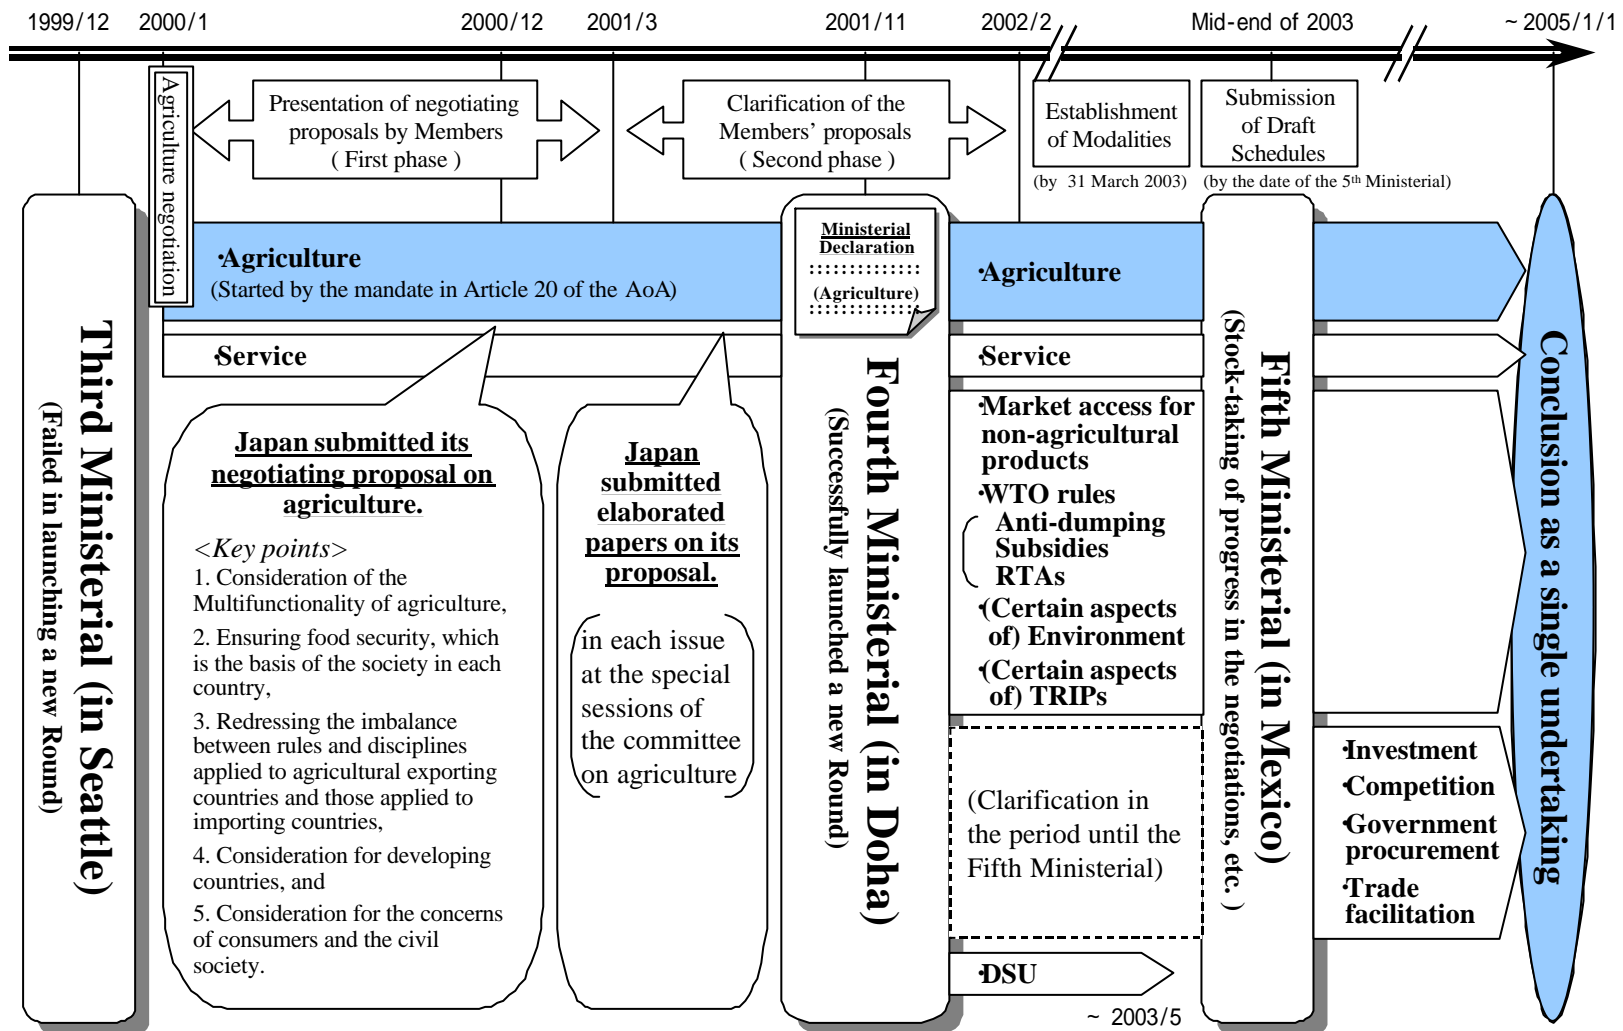 1999/12
2000/1
2000/12
2001/3
2001/11
2002/2
Mid-end of 2003
~ 2005/1/1
Agriculture negotiation
Presentation of negotiating
proposals by Members
( First phase )
Clarification of the
Members’ proposals
( Second phase )
Establishment
of Modalities
(by 31 March 2003)
Submission
of Draft
Schedules
(by the date of the 5th Ministerial)
Third Ministerial (in Seattle)
(Failed in launching a new Round)
·Agriculture
(Started by the mandate in Article 20 of the AoA)
·Service
Japan submitted its
negotiating proposal on
agriculture.
<Key points>
1. Consideration of the
Multifunctionality of agriculture,
2. Ensuring food security, which
is the basis of the society in each
country,
3. Redressing the imbalance
between rules and disciplines
applied to agricultural exporting
countries and those applied to
importing countries,
4. Consideration for developing
countries, and
5. Consideration for the concerns
of consumers and the civil
society.
Japan
submitted
elaborated
papers on its
proposal.
in each issue
at the special
sessions of
the committee
on agriculture
Ministerial
Declaration
(Agriculture)
Fourth Ministerial (in Doha)
(Successfully launched a new Round)
·Agriculture
·Service
·Market access for
non-agricultural
products
·WTO rules
Anti-dumping
Subsidies
RTAs
·(Certain aspects
of) Environment
·(Certain aspects
of) TRIPs
(Clarification in
the period until the
Fifth Ministerial)
·DSU
~ 2003/5
Fifth Ministerial (in Mexico)
(Stock-taking of progress in the negotiations, etc. )
·Investment
·Competition
·Government
procurement
·Trade
facilitation
Conclusion as a single undertaking